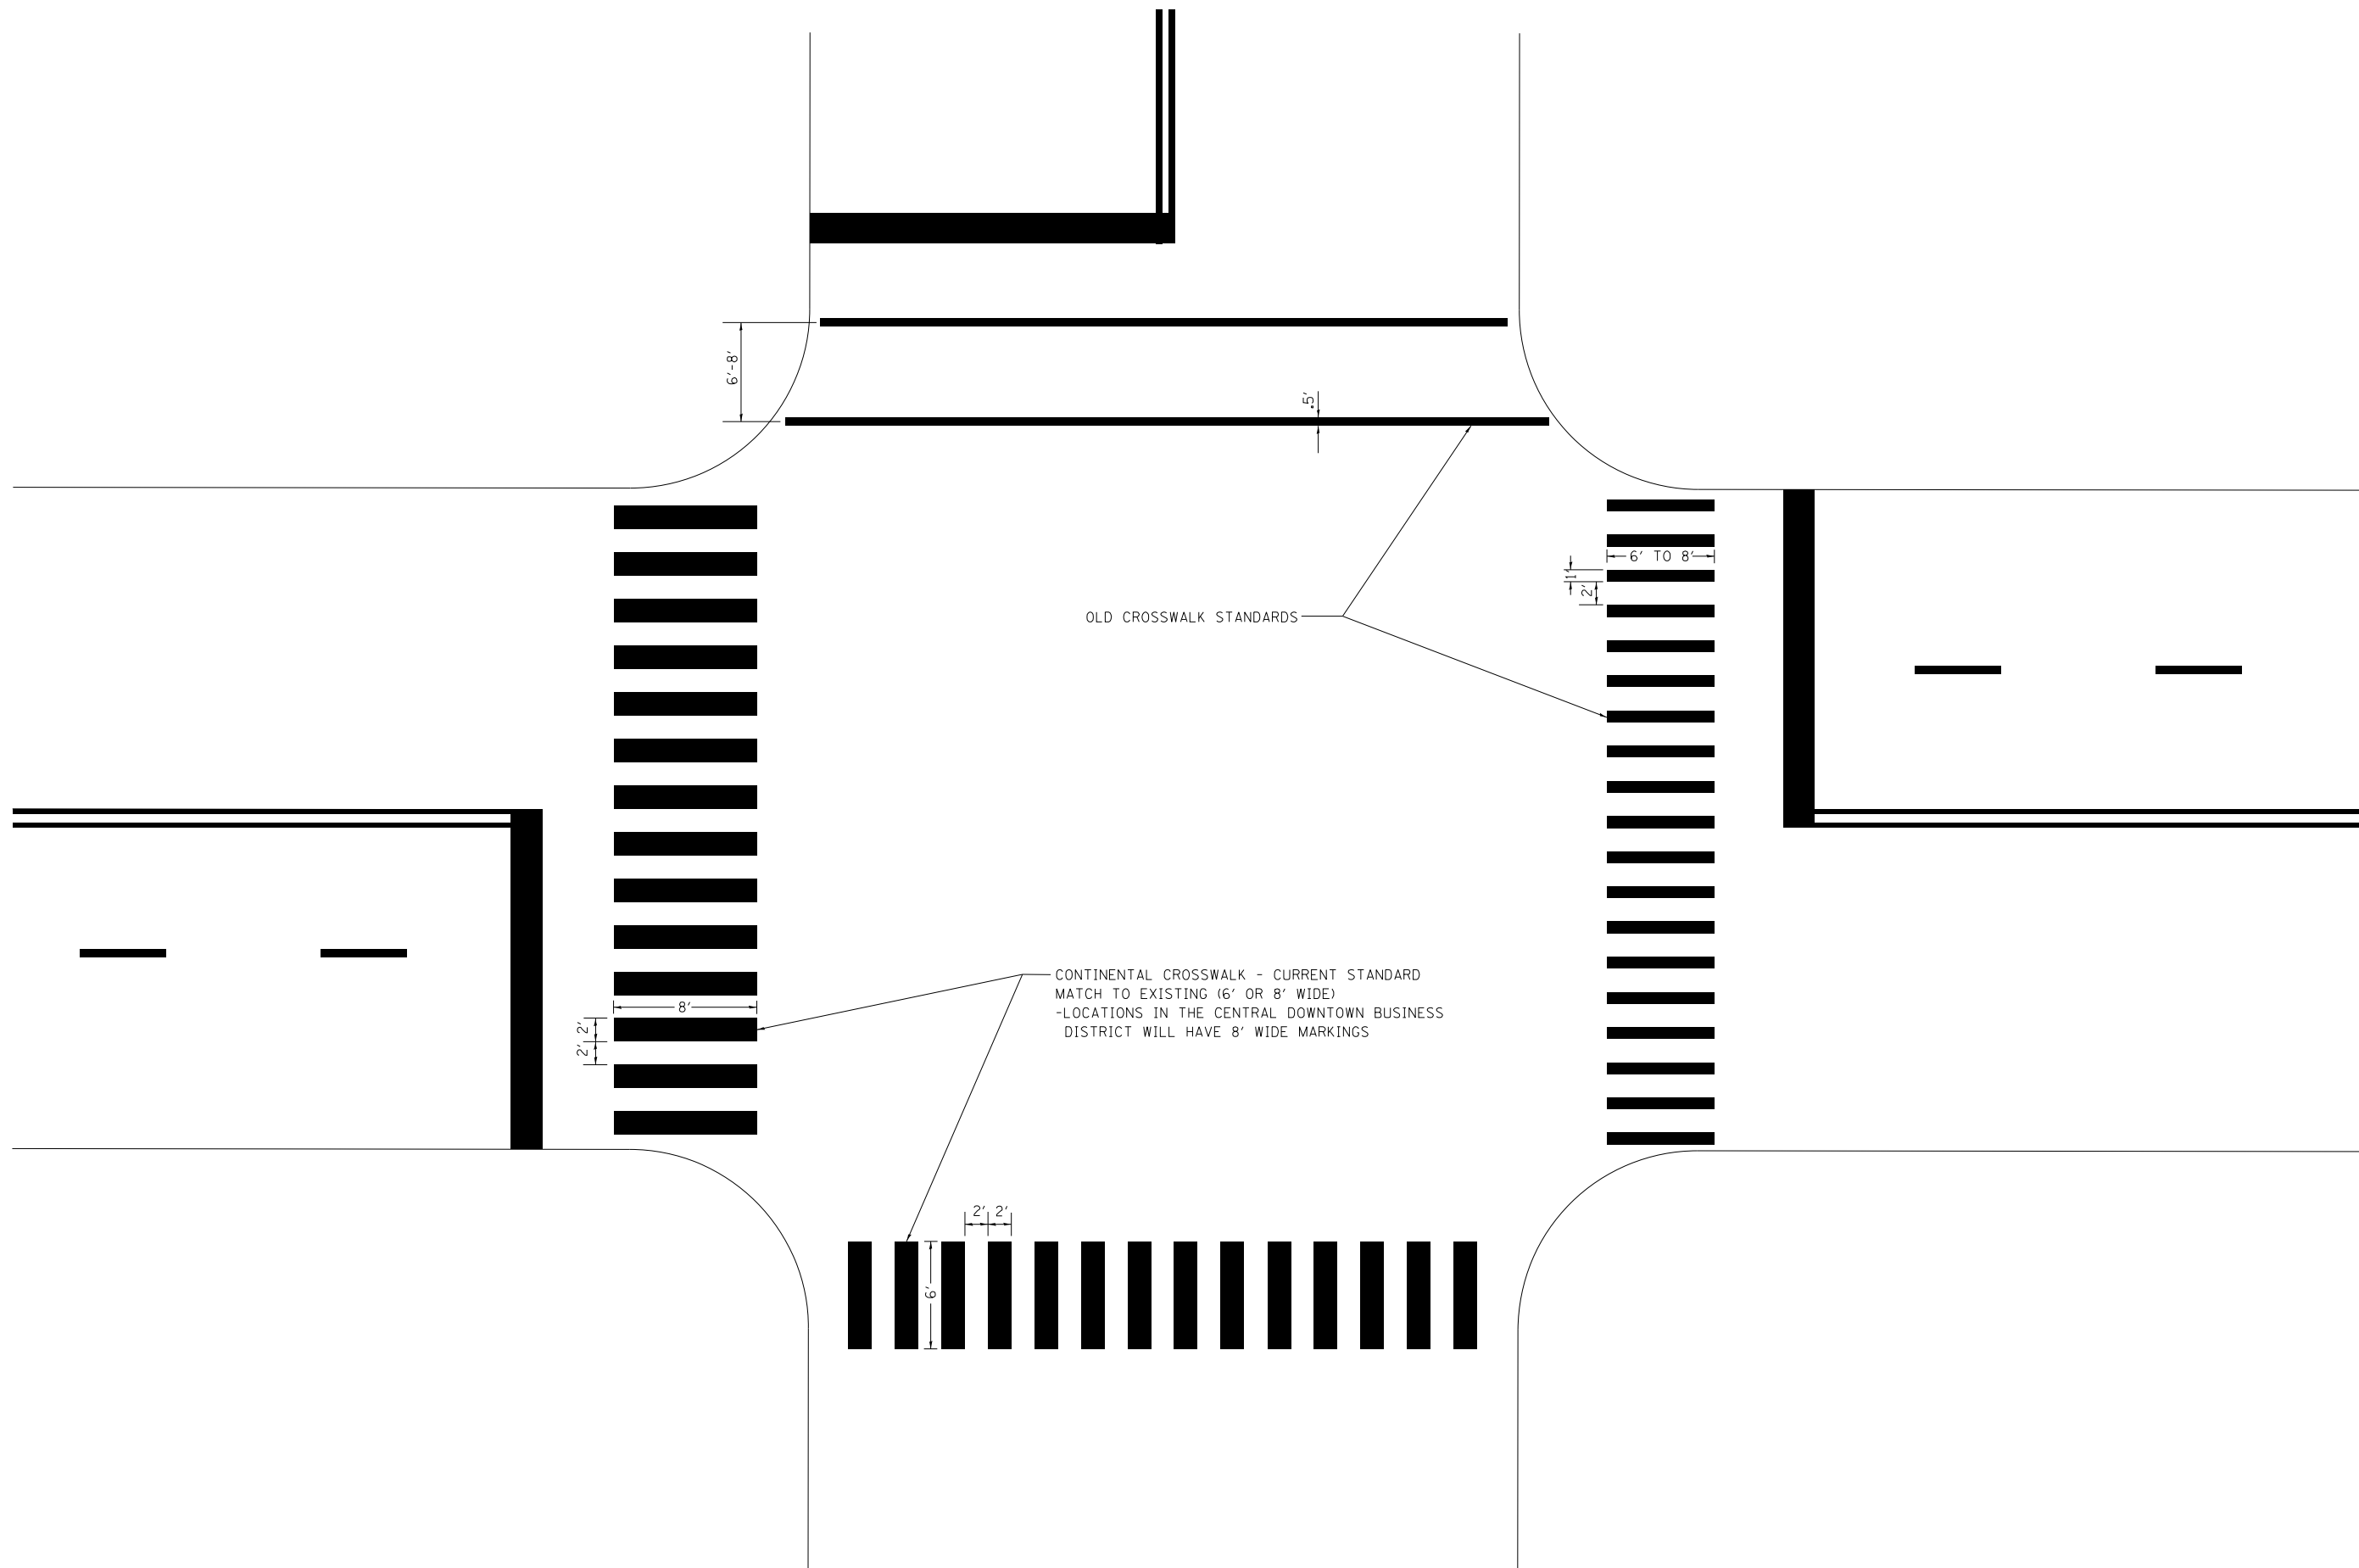 6'-8'
.5'
6' TO 8'
1'
2'
OLD CROSSWALK STANDARDS
CONTINENTAL CROSSWALK - CURRENT STANDARD
MATCH TO EXISTING (6' OR 8' WIDE)
-LOCATIONS IN THE CENTRAL DOWNTOWN BUSINESS
DISTRICT WILL HAVE 8' WIDE MARKINGS
8'
2'
2'
2' 2'
6'